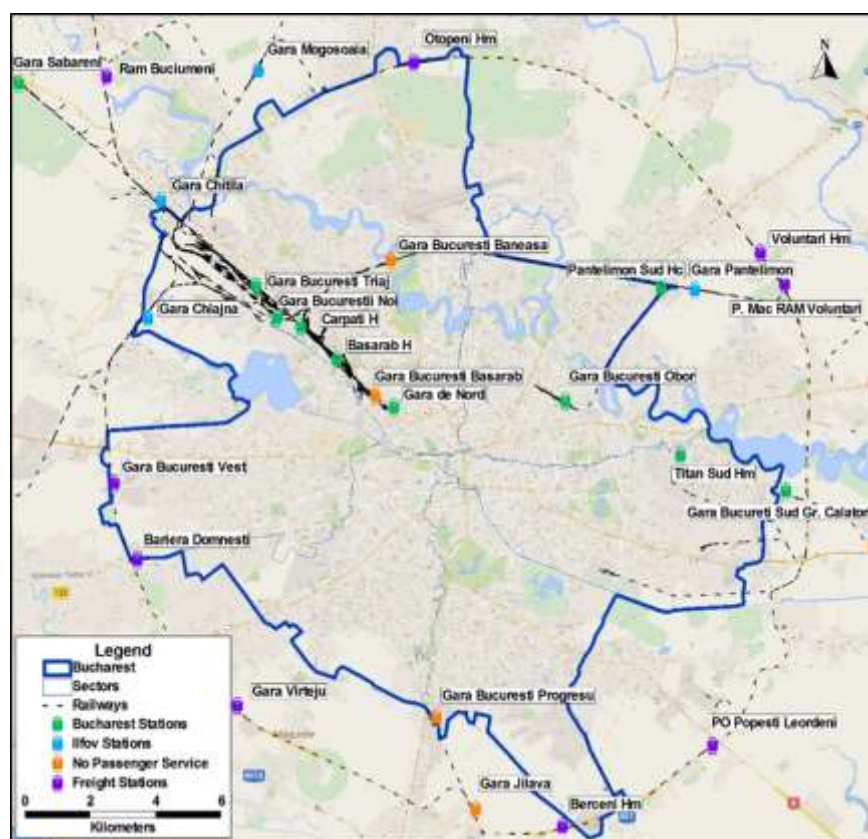 Gara Sabareni
Ram Buciumeni
Gara Mogosoaia
Otopeni Hm
N
Gara Chitila
Gara Bucuresti Baneasa
Voluntari Hm
Gara Bucuresti Triaj
Pantelimon Sud Hc
Gara Pantelimon
Gara Bucurestii Noi
P. Mac RAM Voluntari
Gara Chiajna
Carpati H
Basarab H
Gara Bucuresti Basarab
Gara Bucuresti Obor
Gara de Nord
Gara Bucuresti Vest
Titan Sud Hm
Gara Bucureti Sud Gr. Calator
Bariera Domnesti
Gara Virteju
Gara Bucuresti Progresu
PO Popesti Leordeni
Gara Jilava
Berceni Hm
Legend
Bucharest
Sectors
Railways
Bucharest Stations
Ilfov Stations
No Passenger Service
Freight Stations
0 2 4 6
Kilometers